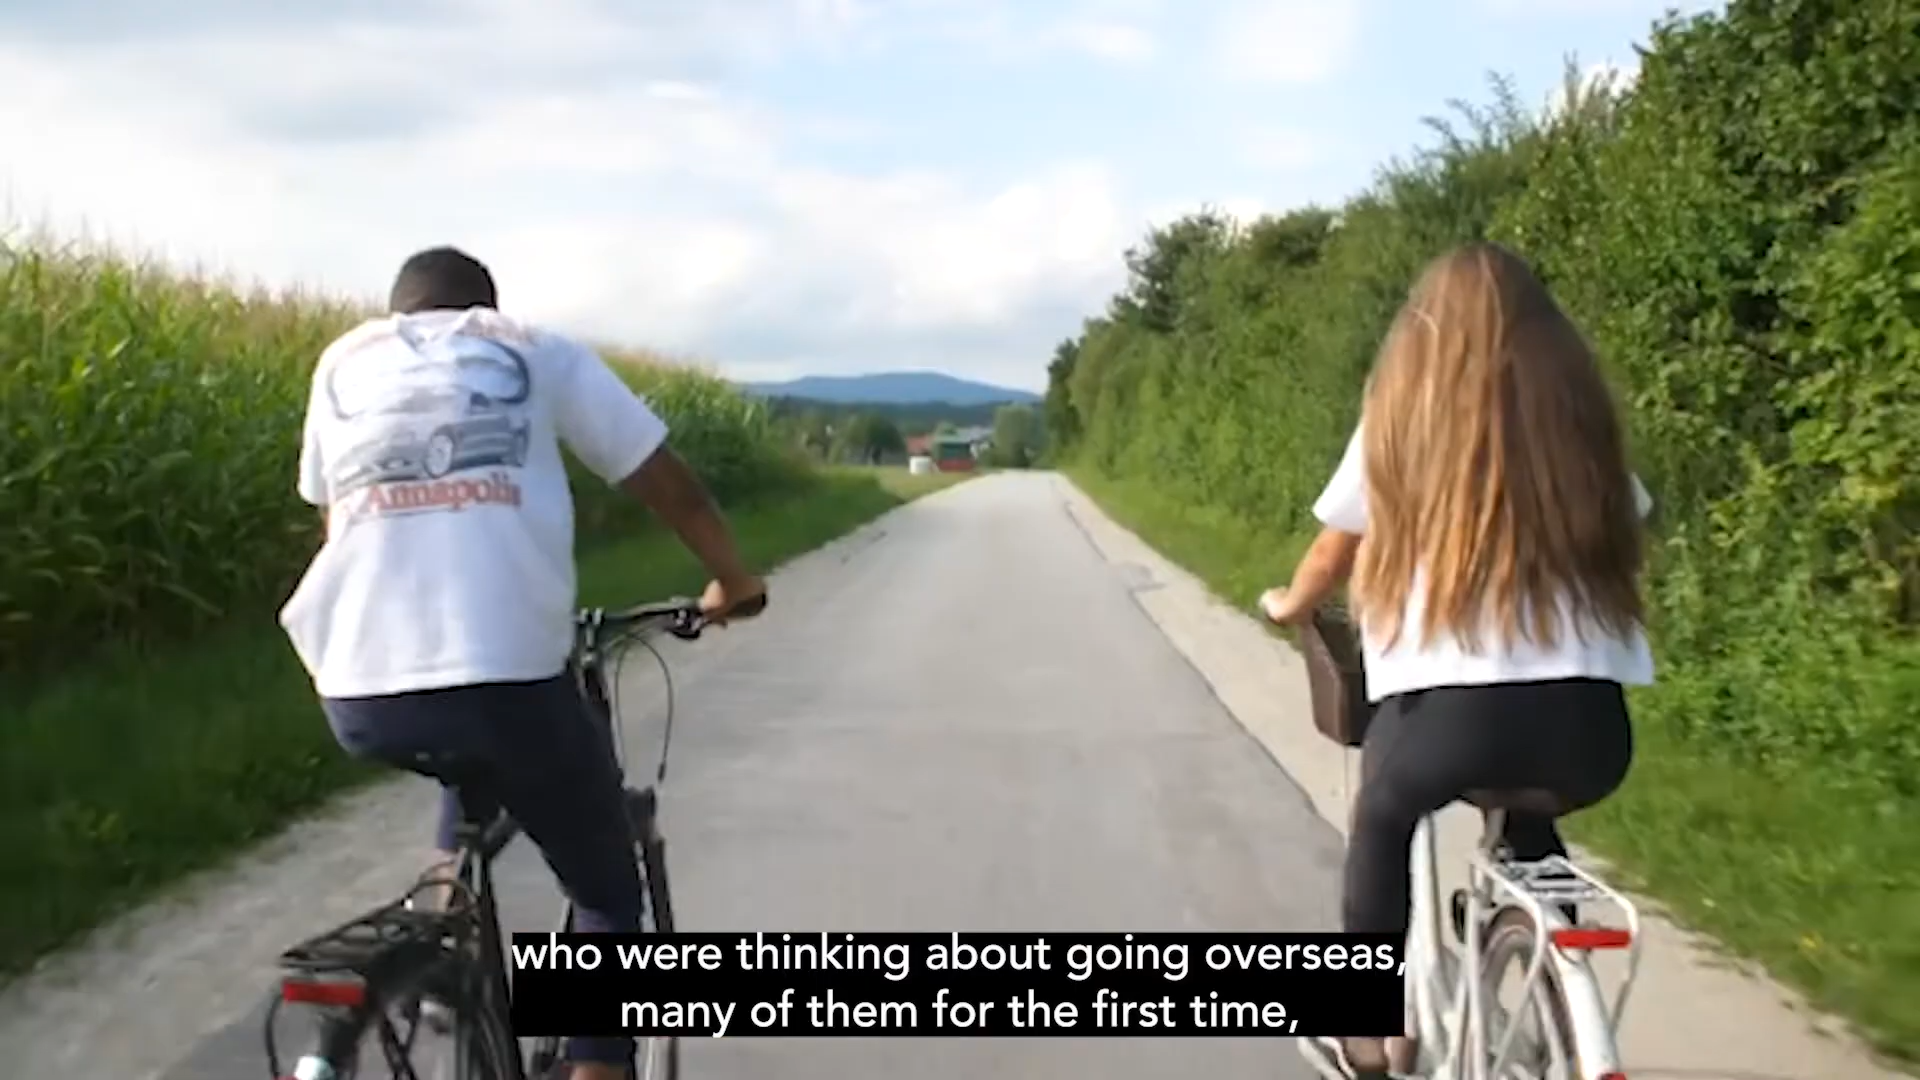 Annapolis
who were thinking about going overseas,
many of them for the first time,